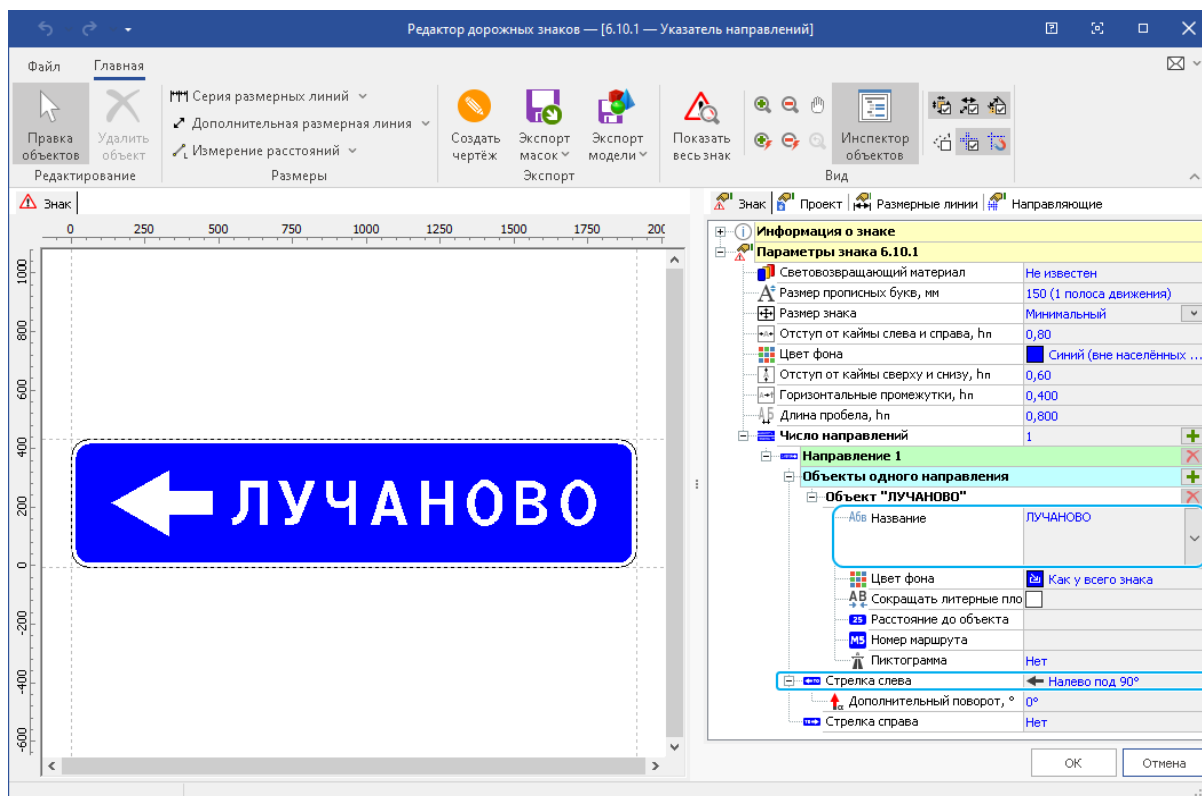 Редактор дорожных знаков — [6.10.1 — Указатель направлений]
Файл Главная
Правка объектов
Удалить объект
Редактирование
Серия размерных линий
Дополнительная размерная линия
Измерение расстояний
Размеры
Создать чертёж
Экспорт масок
Экспорт модели
Экспорт
Показать весь знак
Инспектор объектов
Вид
Знак
0 250 500 750 1000 1250 1500 1750 200
1000
800
600
400
200
0
-200
-400
-600
ЛУЧАНОВО
Знак Проект Размерные линии Направляющие
Информация о знаке
Параметры знака 6.10.1
Световозвращающий материал Не известен
Размер прописных букв, мм 150 (1 полоса движения)
Размер знака Минимальный
Отступ от каймы слева и справа, hп 0,80
Цвет фона Синий (вне населённых ...
Отступ от каймы сверху и снизу, hп 0,60
Горизонтальные промежутки, hп 0,400
Длина пробела, hп 0,800
Число направлений 1
Направление 1
Объекты одного направления
Объект "ЛУЧАНОВО"
Абв Название ЛУЧАНОВО
Цвет фона Как у всего знака
Сокращать литерные пло
25 Расстояние до объекта
М5 Номер маршрута
Пиктограмма Нет
Стрелка слева Налево под 90°
Дополнительный поворот, ° 0°
Стрелка справа Нет
ОК Отмена